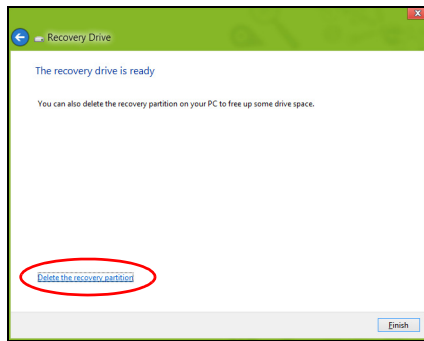 Recovery Drive
The recovery drive is ready
You can also delete the recovery partition on your PC to free up some drive space.
Delete the recovery partition
Finish